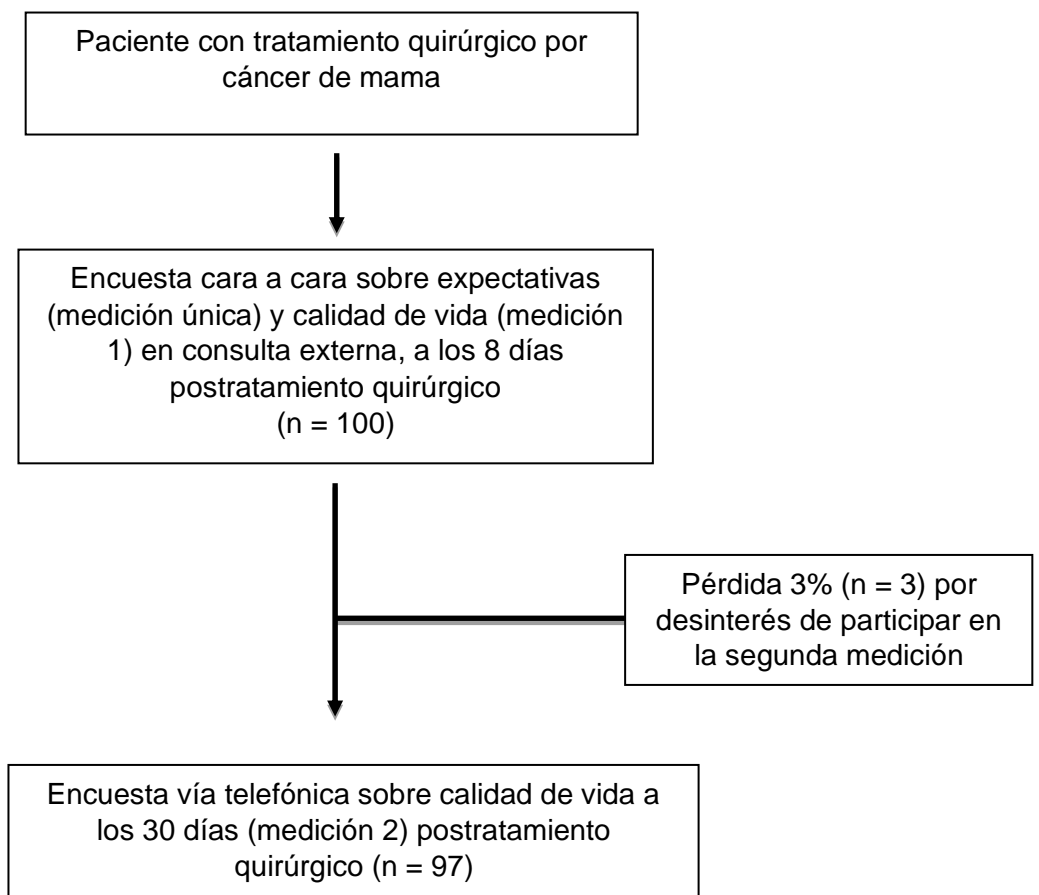 Paciente con tratamiento quirúrgico por
cáncer de mama
Encuesta cara a cara sobre expectativas
(medición única) y calidad de vida (medición
1) en consulta externa, a los 8 días
postratamiento quirúrgico
(n = 100)
Pérdida 3% (n = 3) por
desinterés de participar en
la segunda medición
Encuesta vía telefónica sobre calidad de vida a
los 30 días (medición 2) postratamiento
quirúrgico (n = 97)